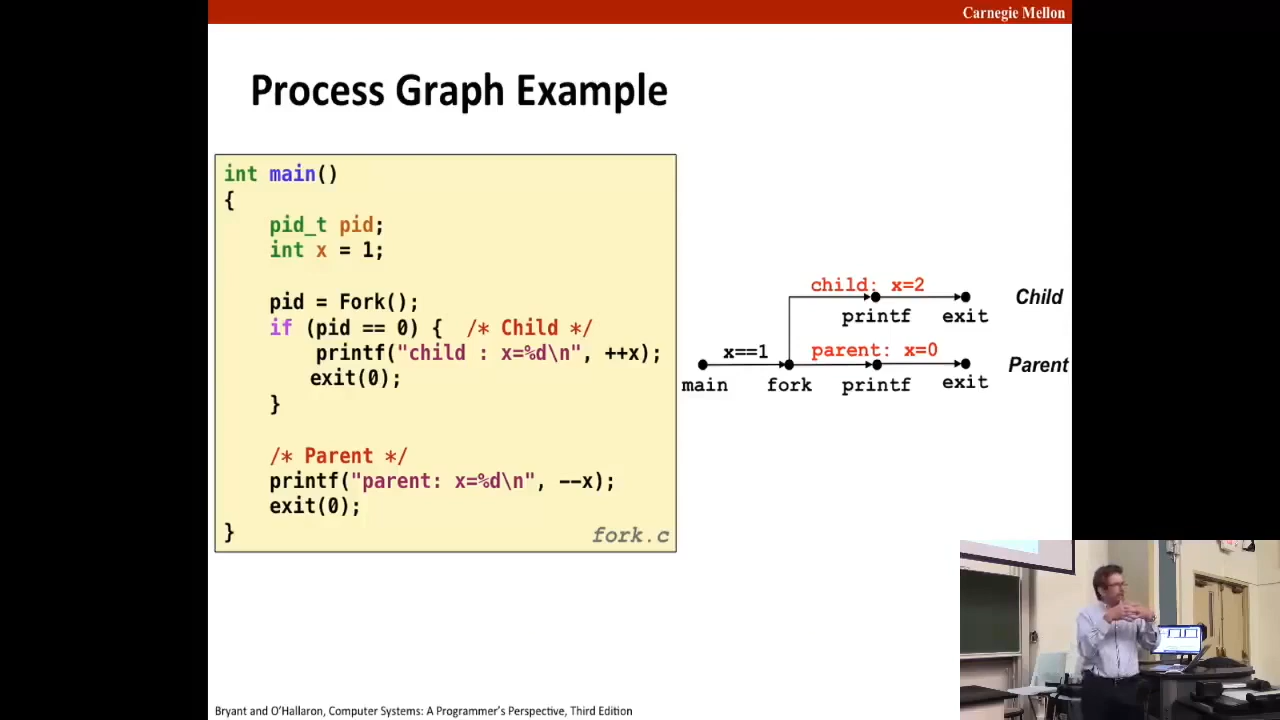 Carnegie Mellon
Process Graph Example
int main()
{
    pid_t pid;
    int x = 1;

    pid = Fork();
    if (pid == 0) {  /* Child */
        printf("child : x=%d\n", ++x);
        exit(0);
    }

    /* Parent */
    printf("parent: x=%d\n", --x);
    exit(0);
}
fork.c
child: x=2
Child
printf
exit
x==1
parent: x=0
Parent
main
fork
printf
exit
Bryant and O'Hallaron, Computer Systems: A Programmer's Perspective, Third Edition